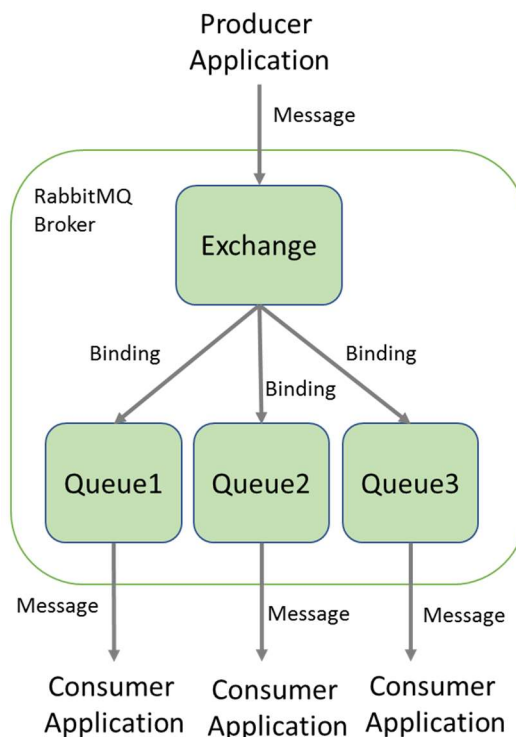 Producer
Application
Message
RabbitMQ
Broker
Exchange
Binding
Binding
Binding
Queue1
Queue2
Queue3
Message
Message
Message
Consumer
Application
Consumer
Application
Consumer
Application